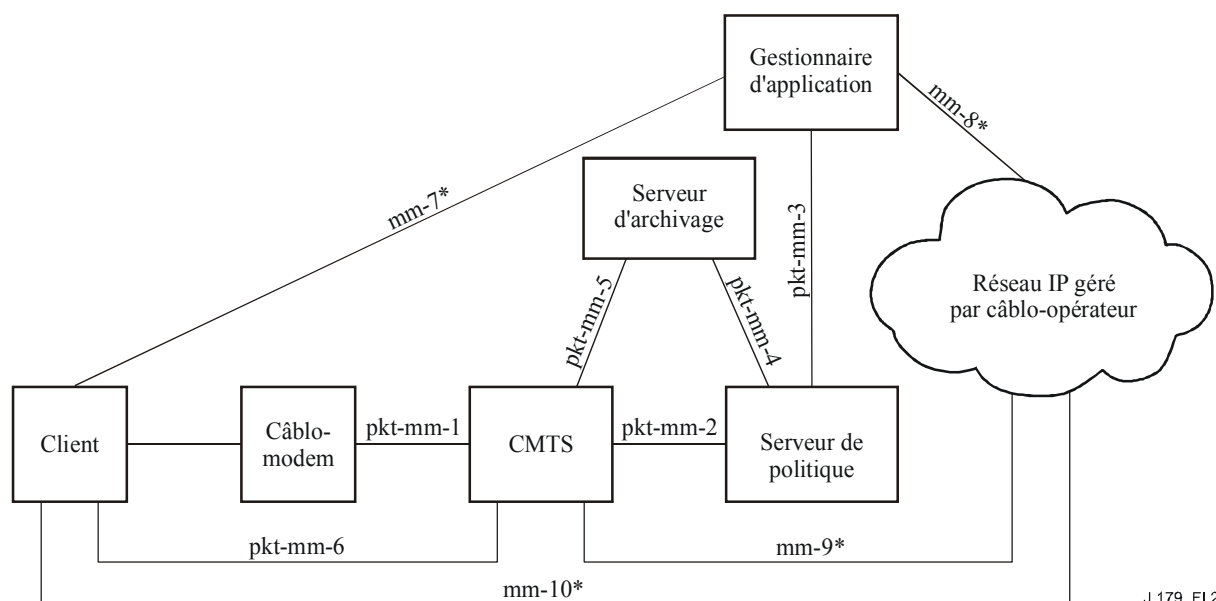 Gestionnaire
d'application
mm-8*
mm-7*
Serveur
d'archivage
pkt-mm-3
Réseau IP géré
par câblo-opérateur
pkt-mm-5
pkt-mm-4
Client
Câblo-
modem
pkt-mm-1
CMTS
pkt-mm-2
Serveur de
politique
pkt-mm-6
mm-9*
mm-10*